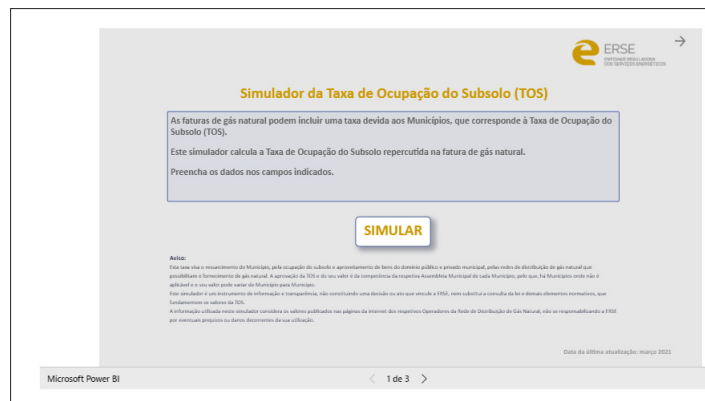 ERSE
ENTIDADE REGULADORA
DOS SERVIÇOS ENERGÉTICOS
Simulador da Taxa de Ocupação do Subsolo (TOS)
As faturas de gás natural podem incluir uma taxa devida aos Municípios, que corresponde à Taxa de Ocupação do
Subsolo (TOS).
Este simulador calcula a Taxa de Ocupação do Subsolo repercutida na fatura de gás natural.
Preencha os dados nos campos indicados.
SIMULAR
Aviso:
Esta taxa visa o ressarcimento do Município, pela ocupação do subsolo e aproveitamento de bens do domínio público e privado municipal, pelas redes de distribuição de gás natural que
possibilitam o fornecimento de gás natural. A aprovação da TOS e do seu valor é da competência da respetiva Assembleia Municipal de cada Município, pelo que, há Municípios onde não é
aplicável e o seu valor pode variar de Município para Município.
Este simulador é um instrumento de informação e transparência, não constituindo uma decisão ou ato que vincule a ERSE, nem substitui a consulta da lei e demais elementos normativos, que
fundamentem os valores da TOS.
A informação utilizada neste simulador considera os valores publicados nas páginas da internet dos respetivos Operadores da Rede de Distribuição de Gás Natural, não se responsabilizando a ERSE
por eventuais prejuízos ou danos decorrentes da sua utilização.
Data da última atualização: março 2021
Microsoft Power BI
1 de 3